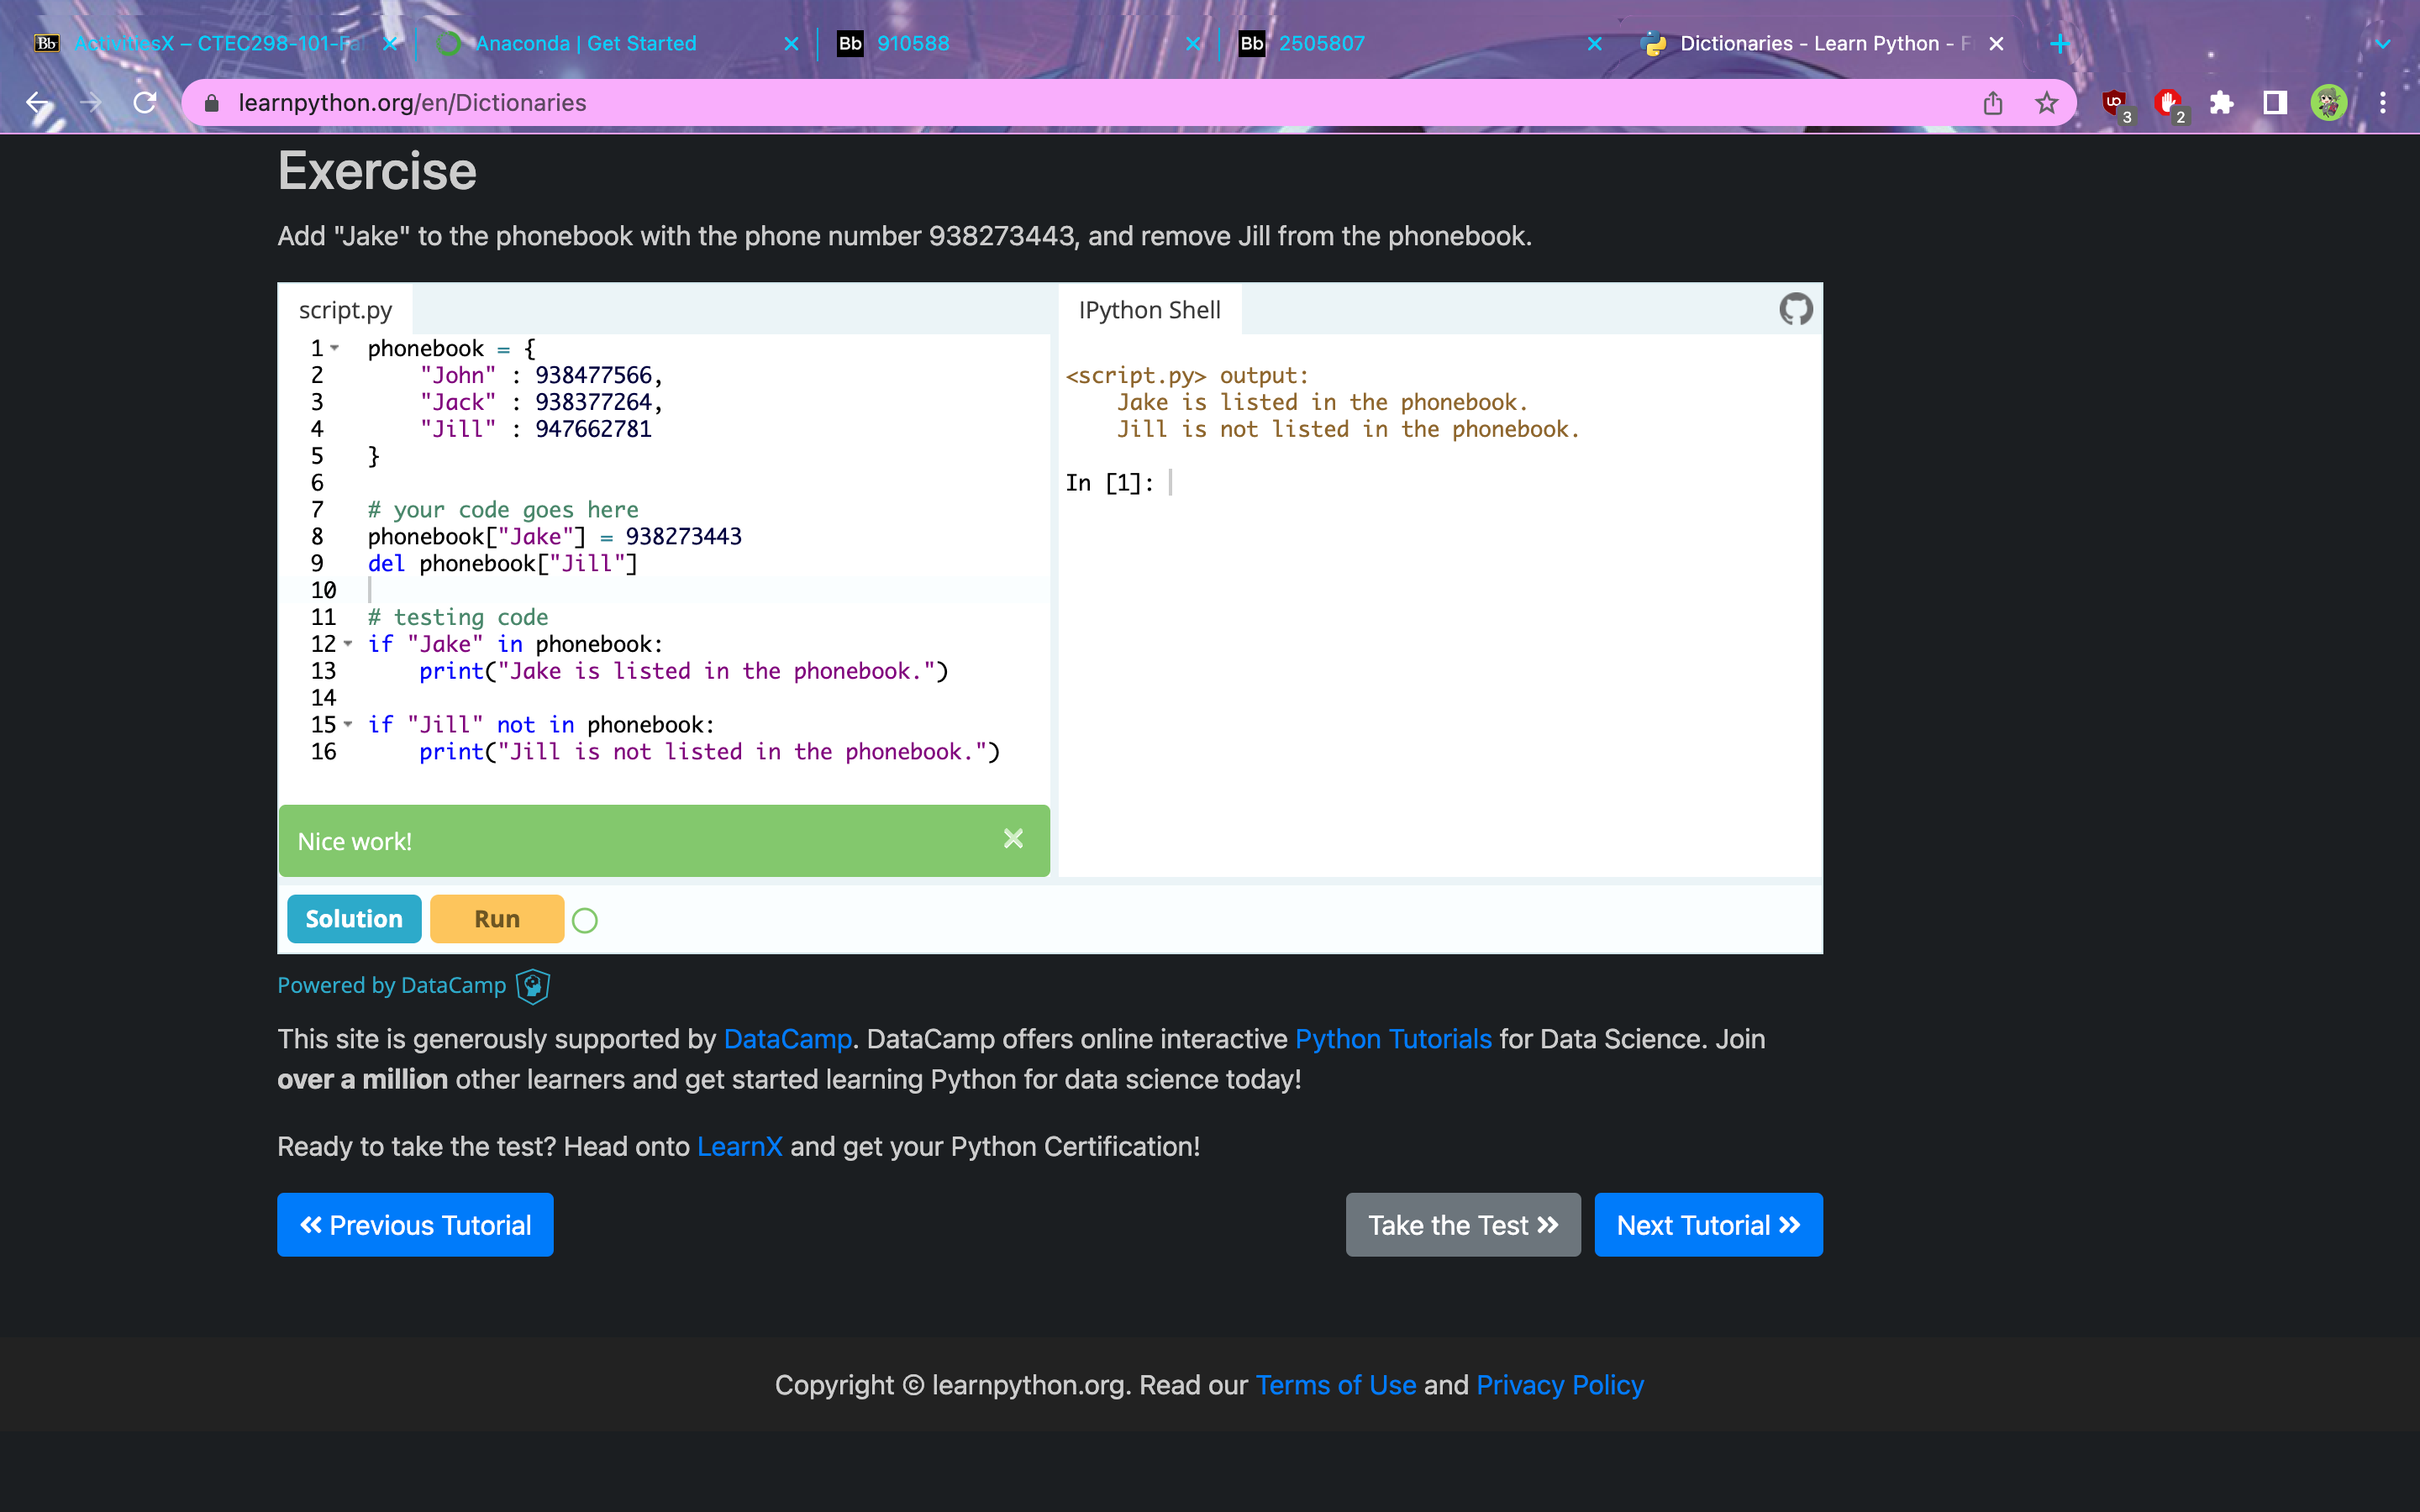 Bb ActivitiesX – CTEC298-101-Fal
Anaconda | Get Started
Bb 910588
Bb 2505807
Dictionaries - Learn Python - F
learnpython.org/en/Dictionaries
3
2
Exercise
Add "Jake" to the phonebook with the phone number 938273443, and remove Jill from the phonebook.
script.py
1 phonebook = {
2 "John" : 938477566,
3 "Jack" : 938377264,
4 "Jill" : 947662781
5 }
6
7 # your code goes here
8 phonebook["Jake"] = 938273443
9 del phonebook["Jill"]
10
11 # testing code
12 if "Jake" in phonebook:
13 print("Jake is listed in the phonebook.")
14
15 if "Jill" not in phonebook:
16 print("Jill is not listed in the phonebook.")
Nice work!
IPython Shell
<script.py> output:
Jake is listed in the phonebook.
Jill is not listed in the phonebook.
In [1]:
Solution Run
Powered by DataCamp
This site is generously supported by DataCamp. DataCamp offers online interactive Python Tutorials for Data Science. Join
over a million other learners and get started learning Python for data science today!
Ready to take the test? Head onto LearnX and get your Python Certification!
Previous Tutorial
Take the Test
Next Tutorial
Copyright © learnpython.org. Read our Terms of Use and Privacy Policy